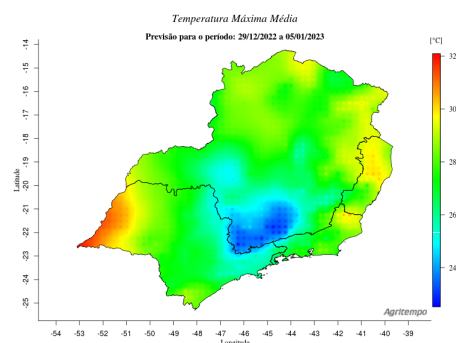 Temperatura Máxima Média
Previsão para o período: 29/12/2022 a 05/01/2023
[°C]
-14
-15
-16
-17
-18
-19
-20
-21
-22
-23
-24
-25
Latitude
32
30
28
26
24
Agritempo
-54 -53 -52 -51 -50 -49 -48 -47 -46 -45 -44 -43 -42 -41 -40 -39
Longitude